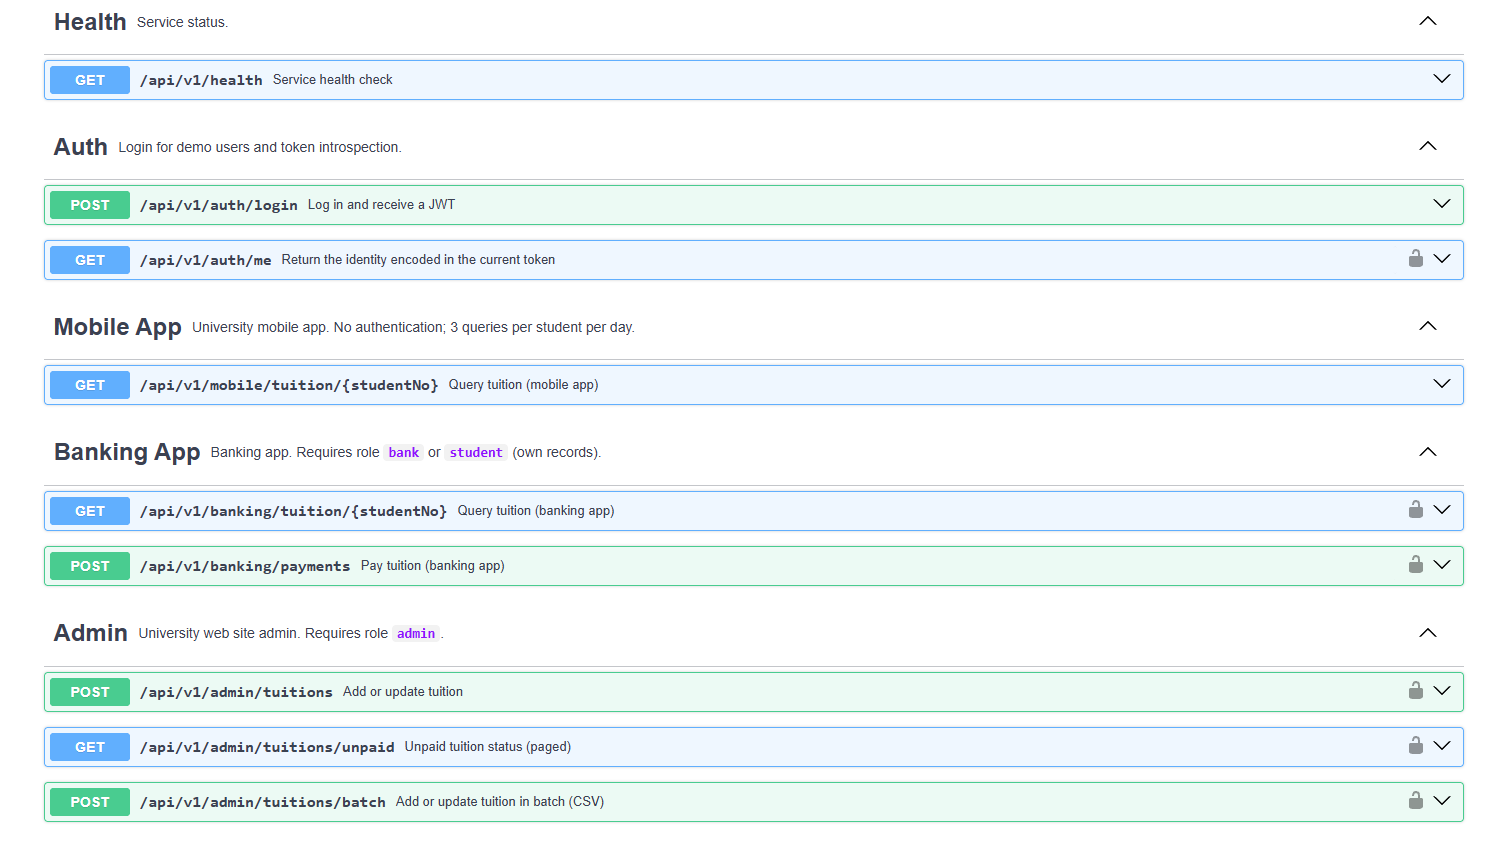 Health Service status.
GET /api/v1/health Service health check
Auth Login for demo users and token introspection.
POST /api/v1/auth/login Log in and receive a JWT
GET /api/v1/auth/me Return the identity encoded in the current token
Mobile App University mobile app. No authentication; 3 queries per student per day.
GET /api/v1/mobile/tuition/{studentNo} Query tuition (mobile app)
Banking App Banking app. Requires role bank or student (own records).
GET /api/v1/banking/tuition/{studentNo} Query tuition (banking app)
POST /api/v1/banking/payments Pay tuition (banking app)
Admin University web site admin. Requires role admin.
POST /api/v1/admin/tuitions Add or update tuition
GET /api/v1/admin/tuitions/unpaid Unpaid tuition status (paged)
POST /api/v1/admin/tuitions/batch Add or update tuition in batch (CSV)